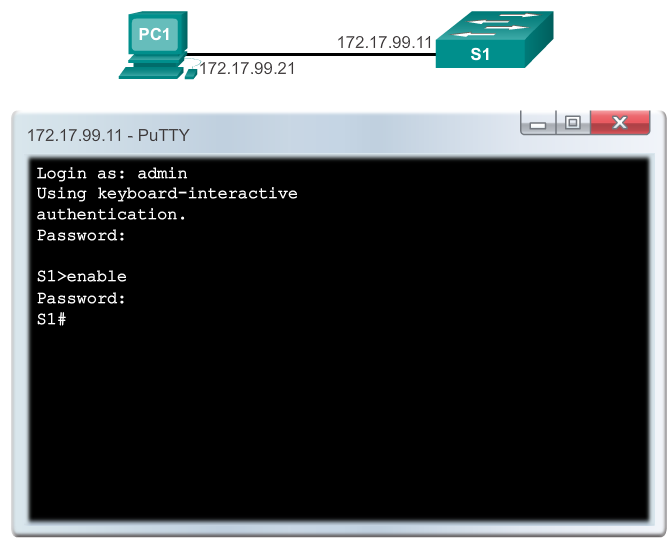 PC1
172.17.99.11
S1
172.17.99.21
172.17.99.11 - PuTTY
Login as: admin
Using keyboard-interactive
authentication.
Password:
S1>enable
Password:
S1#